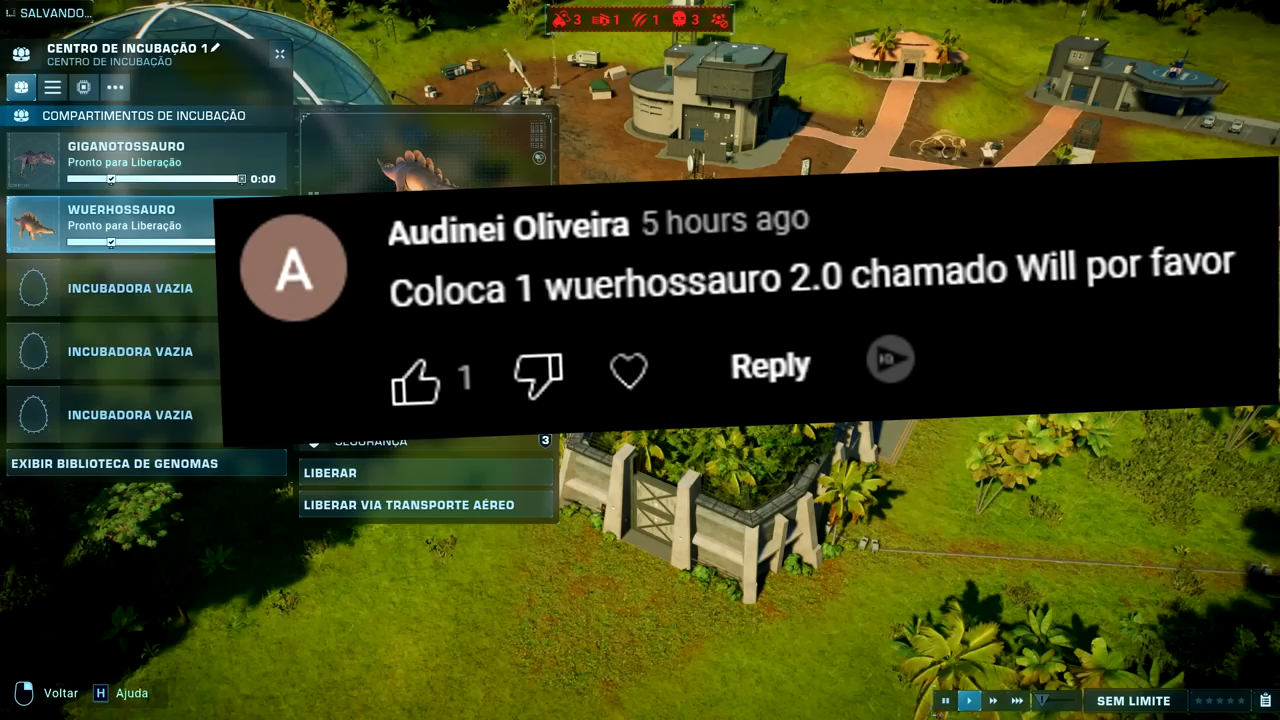 SALVANDO...
3 1 1 3
CENTRO DE INCUBAÇÃO 1
CENTRO DE INCUBAÇÃO
COMPARTIMENTOS DE INCUBAÇÃO
GIGANOTOSSAURO
Pronto para Liberação
0:00
WUERHOSSAURO
Pronto para Liberação
INCUBADORA VAZIA
INCUBADORA VAZIA
INCUBADORA VAZIA
EXIBIR BIBLIOTECA DE GENOMAS
A
Audinei Oliveira 5 hours ago
Coloca 1 wuerhossauro 2.0 chamado Will por favor
1 Reply
SEGURANÇA 3
LIBERAR
LIBERAR VIA TRANSPORTE AÉREO
Voltar H Ajuda
SEM LIMITE